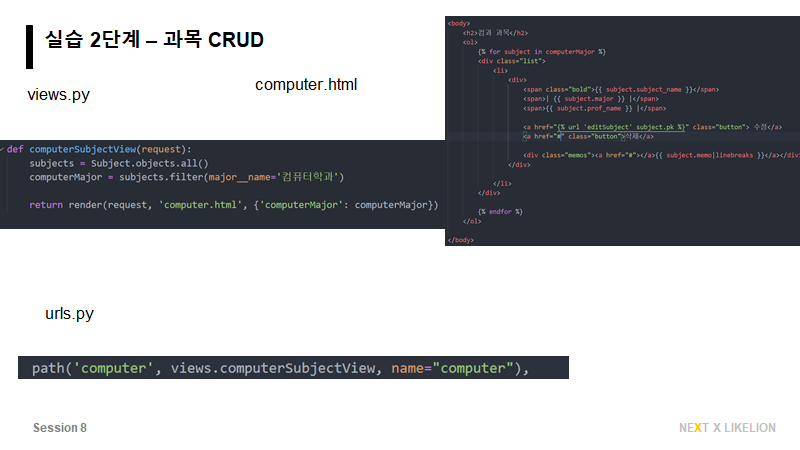 실습 2단계 – 과목 CRUD
views.py
def computerSubjectView(request):
subjects = Subject.objects.all()
computerMajor = subjects.filter(major__name='컴퓨터학과')
return render(request, 'computer.html', {'computerMajor': computerMajor})
computer.html
<body>
<h2>컴과 과목</h2>
<ol>
{% for subject in computerMajor %}
<div class="list">
<li>
<div>
<span class="bold">{{ subject.subject_name }}</span>
<span>| {{ subject.major }} |</span>
<span>{{ subject.prof_name }} |</span>
<a href="{% url 'editSubject' subject.pk %}" class="button"> 수정</a>
<a href="#" class="button">삭제</a>
<div class="memos"><a href="#"></a>{{ subject.memo|linebreaks }}</a></div>
</div>
</li>
</div>
{% endfor %}
</ol>
</body>
urls.py
path('computer', views.computerSubjectView, name="computer"),
Session 8
NEXT X LIKELION